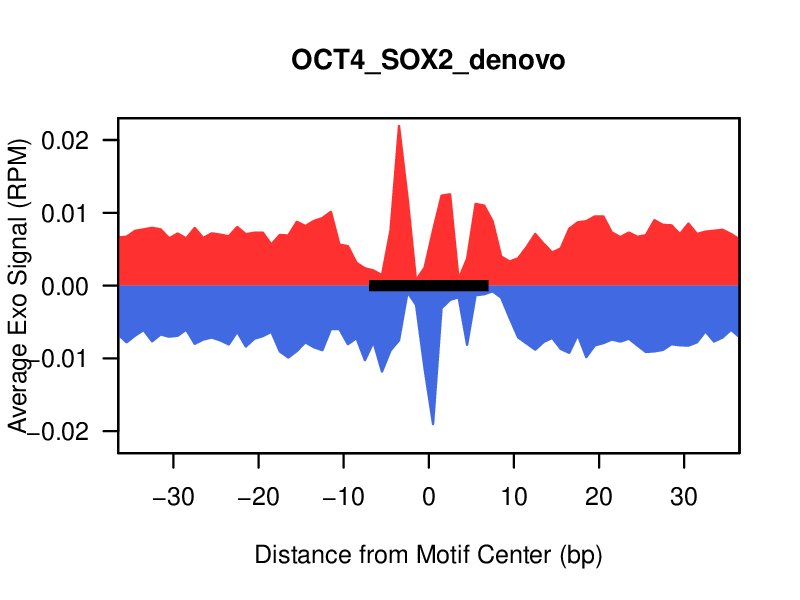 OCT4_SOX2_denovo
Average Exo Signal (RPM)
0.02
0.01
0.00
−0.01
−0.02
−30 −20 −10 0 10 20 30
Distance from Motif Center (bp)